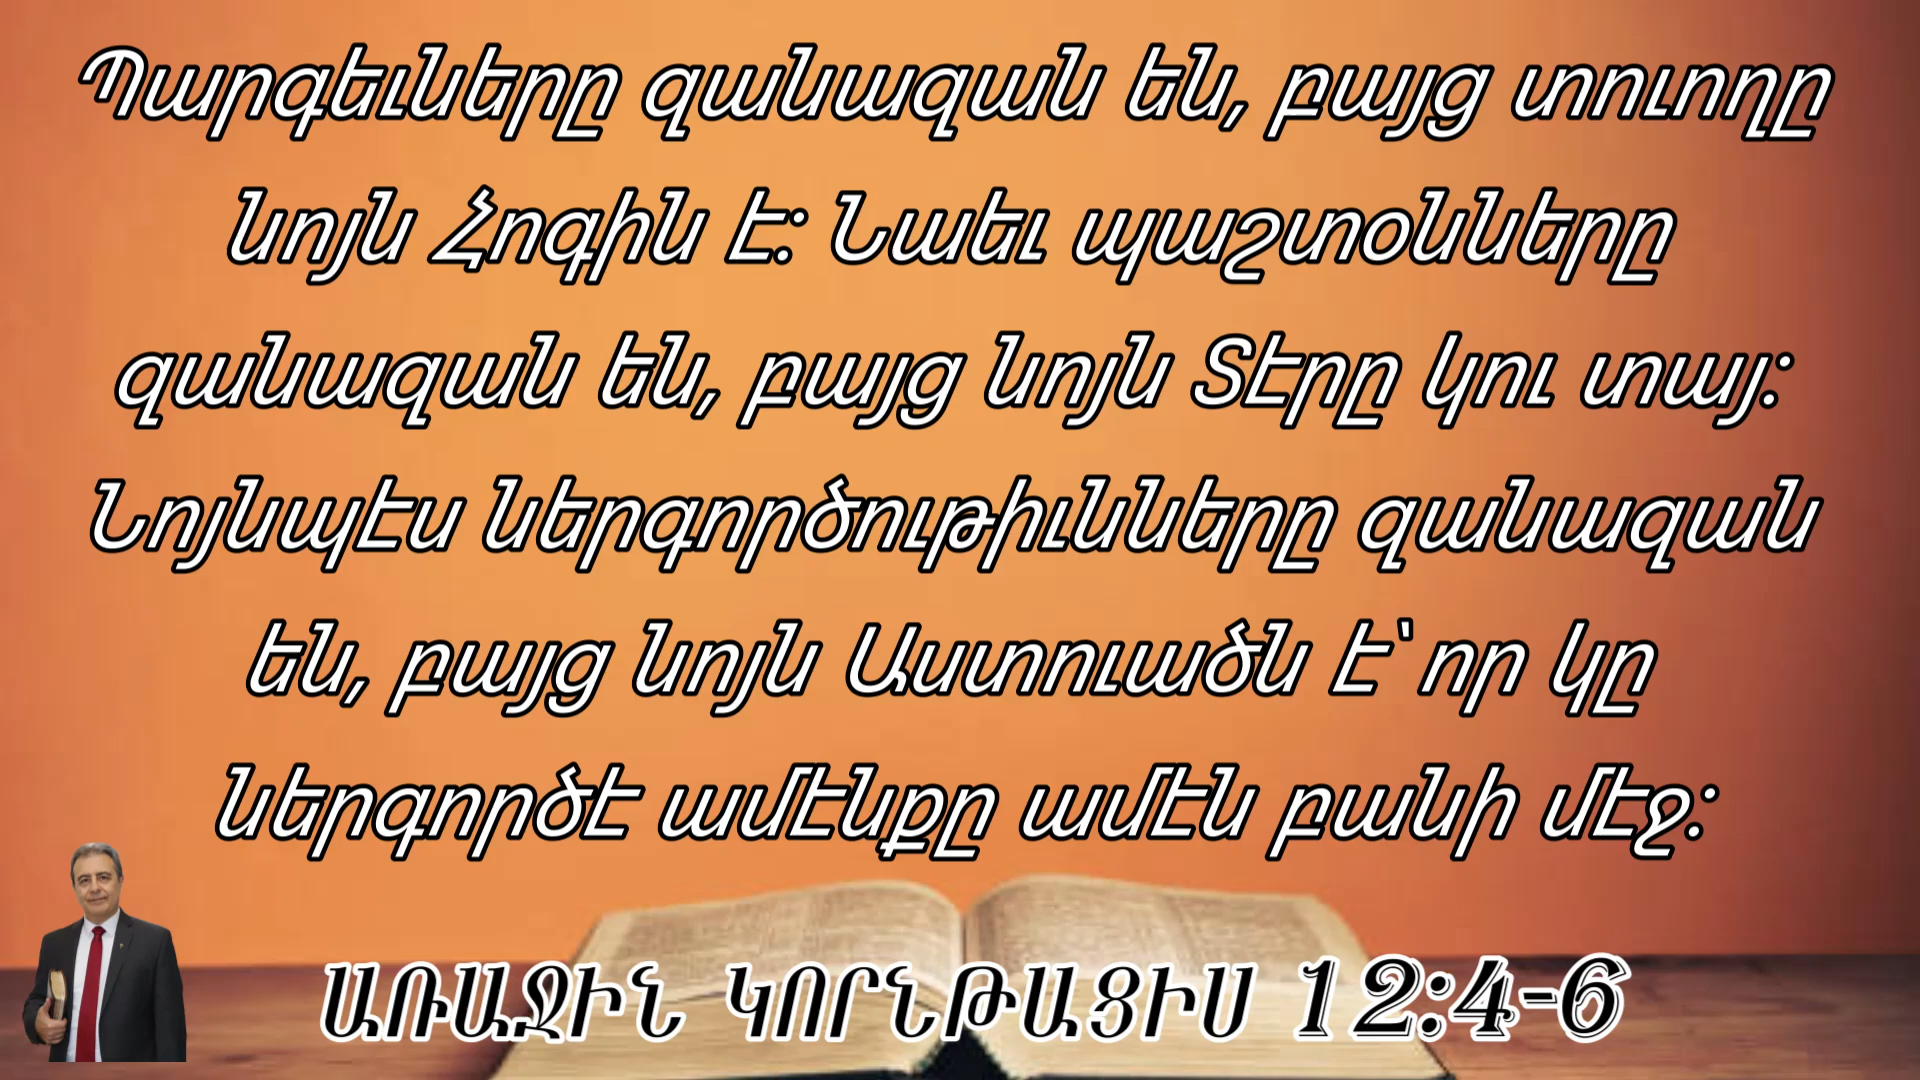 Պարգեւները զանազան են, բայց տուողը
նոյն Հոգին է: Նաեւ պաշտօնները
զանազան են, բայց նոյն Տէրը կու տայ:
Նոյնպէս ներգործութիւնները զանազան
են, բայց նոյն Աստուածն է՝ որ կը
ներգործէ ամէնքը ամէն բանի մէջ:
ԱՌԱՋԻՆ ԿՈՐՆԹԱՑԻՍ 12:4-6